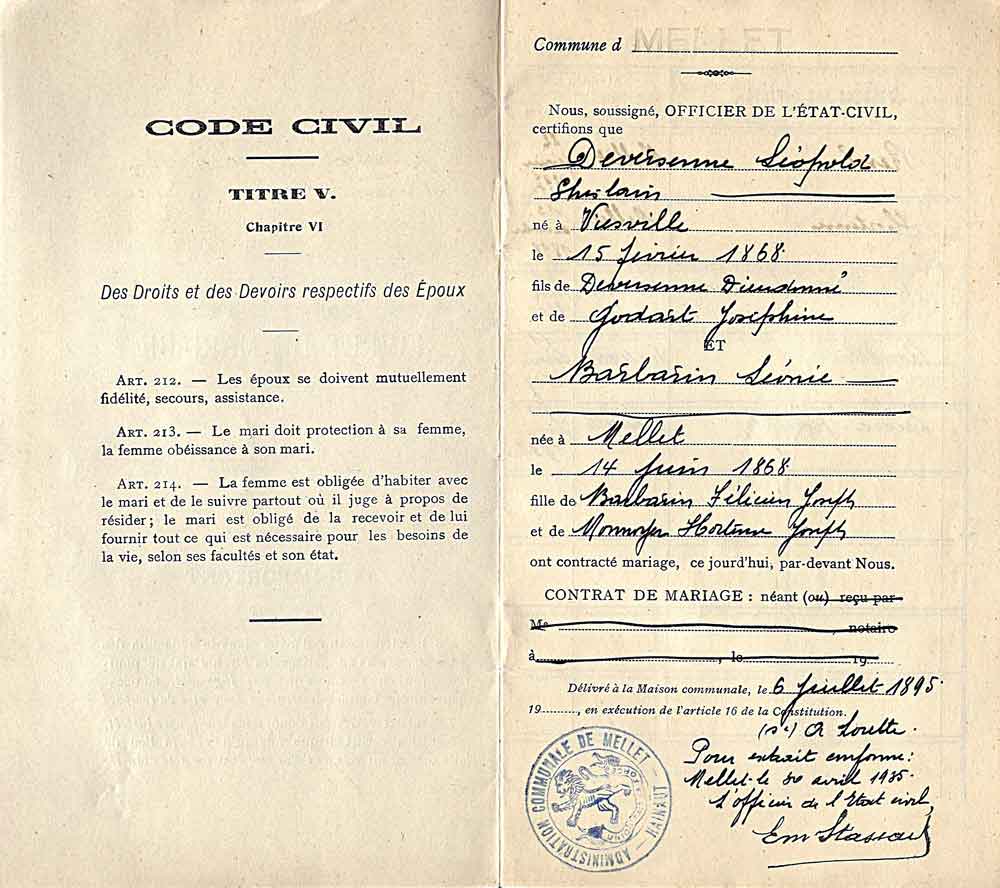 CODE CIVIL
TITRE V.
Chapitre VI
Des Droits et des Devoirs respectifs des Époux
ART. 212. — Les époux se doivent mutuellement
fidélité, secours, assistance.
ART. 213. — Le mari doit protection à sa femme,
la femme obéissance à son mari.
ART. 214. — La femme est obligée d'habiter avec
le mari et de le suivre partout où il juge à propos de
résider; le mari est obligé de la recevoir et de lui
fournir tout ce qui est nécessaire pour les besoins de
la vie, selon ses facultés et son état.
Commune d MELLET
Nous, soussigné, OFFICIER DE L'ÉTAT-CIVIL,
certifions que
Deversenne Léopold
Ghislain
né à Viesville
le 15 février 1868.
fils de Deversenne Dieudonné
et de Godart Joséphine
ET
Barbarin Léonie
née à Mellet
le 14 Juin 1868.
fille de Barbarin Félicien Joseph
et de Monnoyer Hortense Joseph
ont contracté mariage, ce jourd'hui, par-devant Nous.
CONTRAT DE MARIAGE : néant (ou) reçu par
Me , notaire
à , le 19
Délivré à la Maison communale, le 6 Juillet 1895.
19 , en exécution de l'article 16 de la Constitution.
(sé) A Lorette.
Pour extrait conforme:
Mellet le 30 avril 1935.
L'officier de l'Etat civil,
Em Stassart
ADMINISTRATION COMMUNALE DE MELLET - HAINAUT -